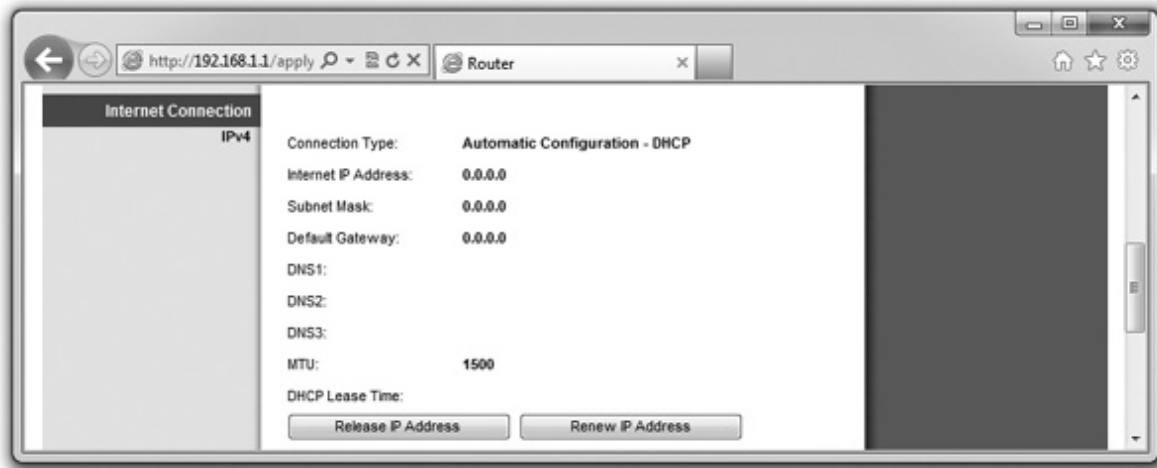 http://192.168.1.1/apply
Router
Internet Connection
IPv4
Connection Type: Automatic Configuration - DHCP
Internet IP Address: 0.0.0.0
Subnet Mask: 0.0.0.0
Default Gateway: 0.0.0.0
DNS1:
DNS2:
DNS3:
MTU: 1500
DHCP Lease Time:
Release IP Address Renew IP Address